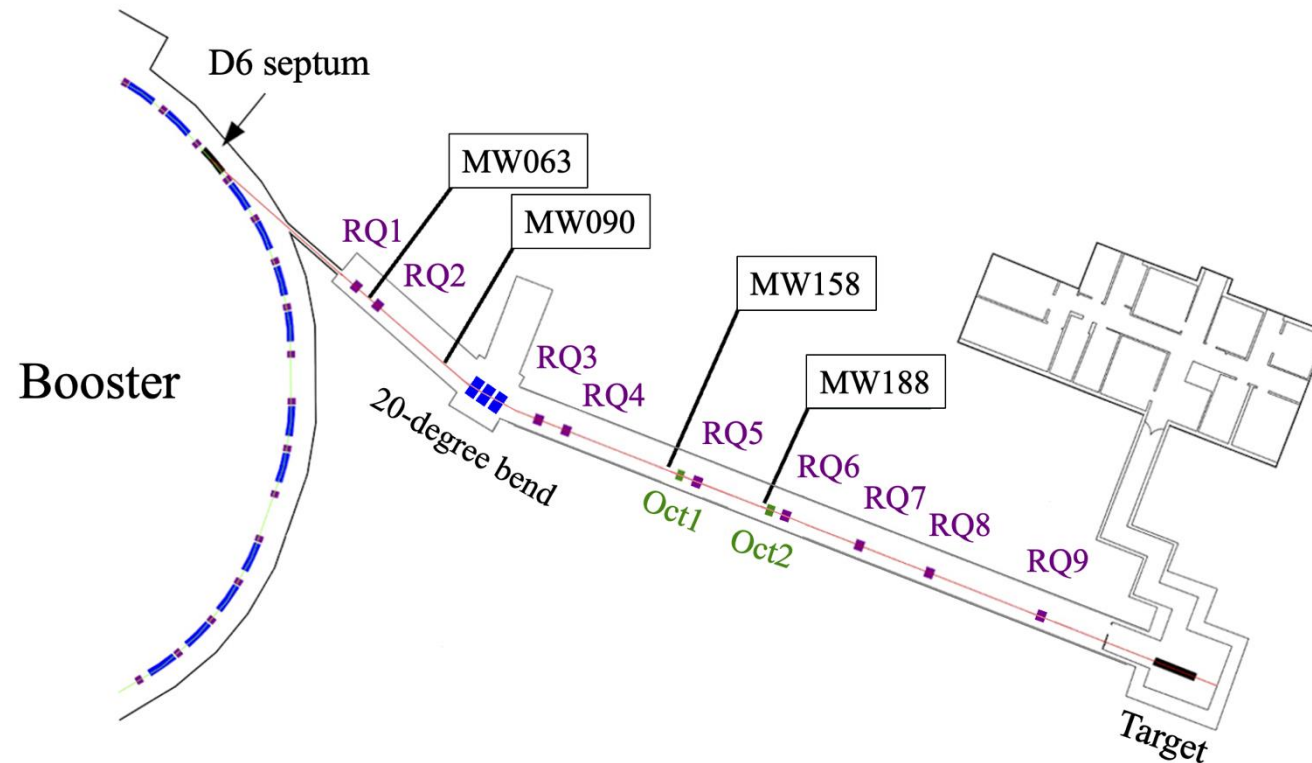 D6 septum
MW063
RQ1
MW090
RQ2
MW158
RQ3
MW188
Booster
RQ4
20-degree bend
RQ5
RQ6
Oct1
RQ7
Oct2
RQ8
RQ9
Target